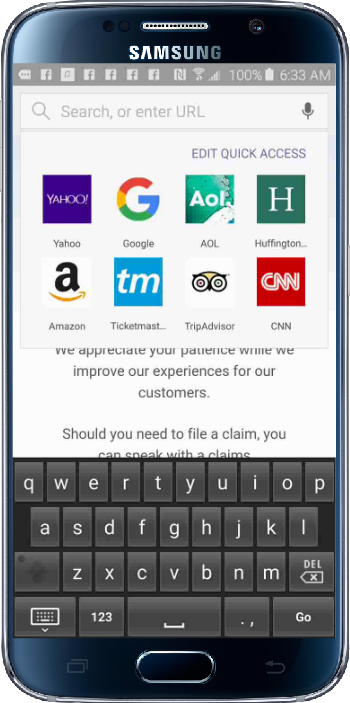 SAMSUNG
100% 6:33 AM
Search, or enter URL
EDIT QUICK ACCESS
YAHOO! G Aol. H
Yahoo Google AOL Huffington...
a tm CNN
Amazon Ticketmast... TripAdvisor CNN
We appreciate your patience while we
improve our experiences for our
customers.
Should you need to file a claim, you
can speak with a claims
q w e r t y u i o p
a s d f g h j k l
z x c v b n m DEL
123 . , Go